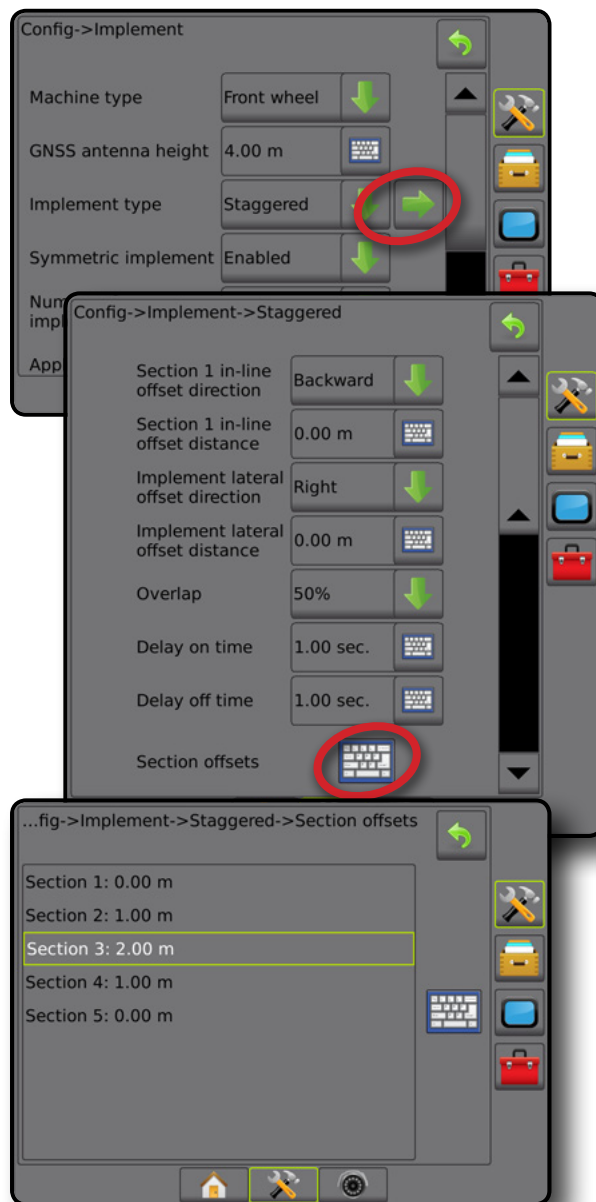 Config->Implement
Machine type Front wheel
GNSS antenna height 4.00 m
Implement type Staggered
Symmetric implement Enabled
Config->Implement->Staggered
Section 1 in-line
offset direction Backward
Section 1 in-line
offset distance 0.00 m
Implement lateral
offset direction Right
Implement lateral
offset distance 0.00 m
Overlap 50%
Delay on time 1.00 sec.
Delay off time 1.00 sec.
Section offsets
...fig->Implement->Staggered->Section offsets
Section 1: 0.00 m
Section 2: 1.00 m
Section 3: 2.00 m
Section 4: 1.00 m
Section 5: 0.00 m